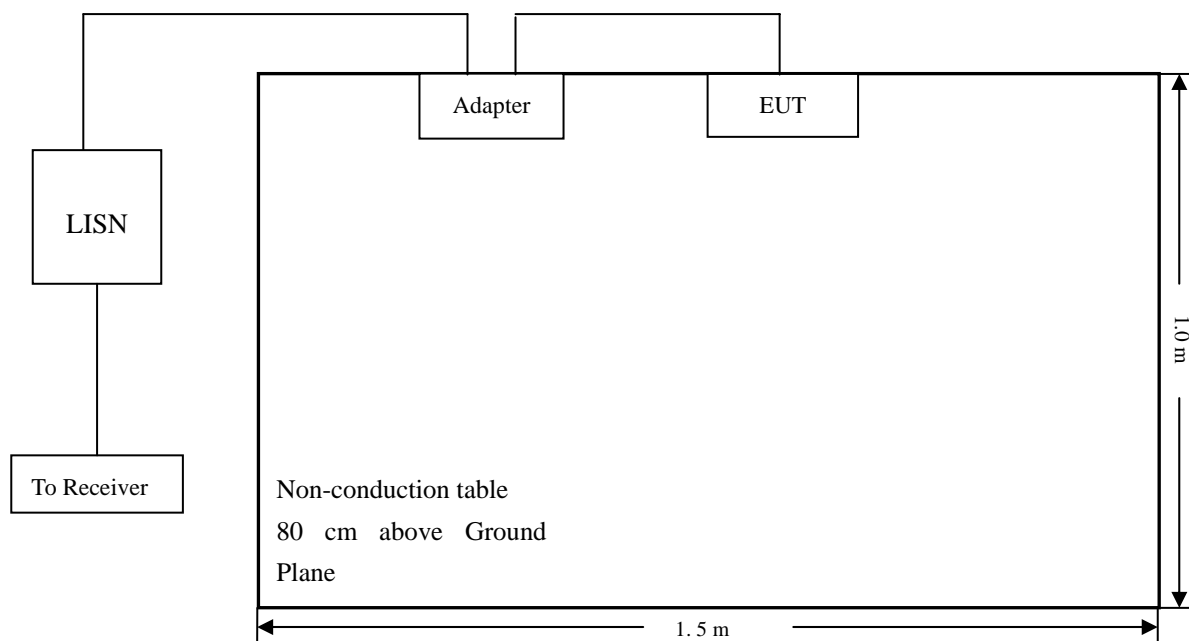 Adapter
EUT
LISN
1.0 m
To Receiver
Non-conduction table
80 cm above Ground
Plane
1. 5 m